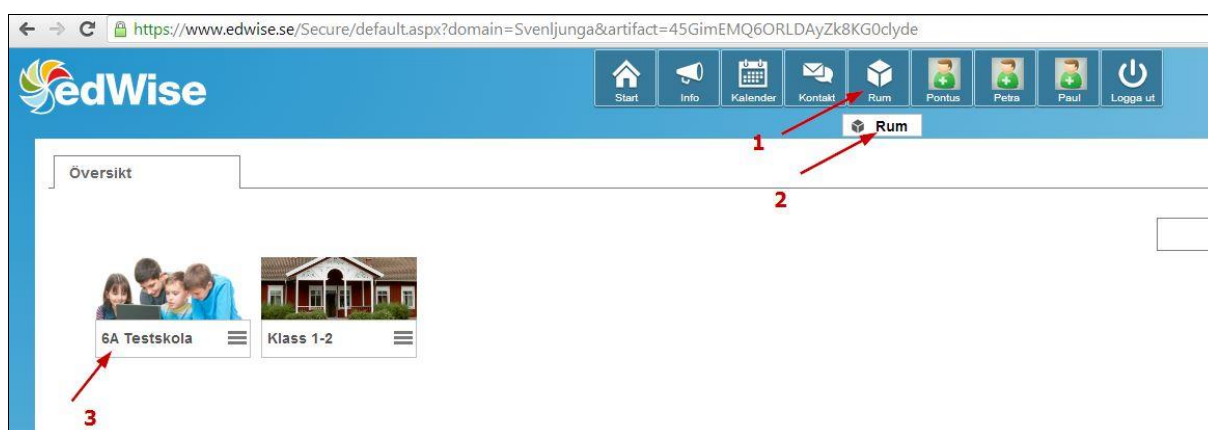 https://www.edwise.se/Secure/default.aspx?domain=Svenljunga&artifact=45GimEMQ6ORLDAyZk8KG0clyde
edWise
Start Info Kalender Kontakt Rum Pontus Petra Paul Logga ut
Rum
1
2
Översikt
6A Testskola Klass 1-2
3